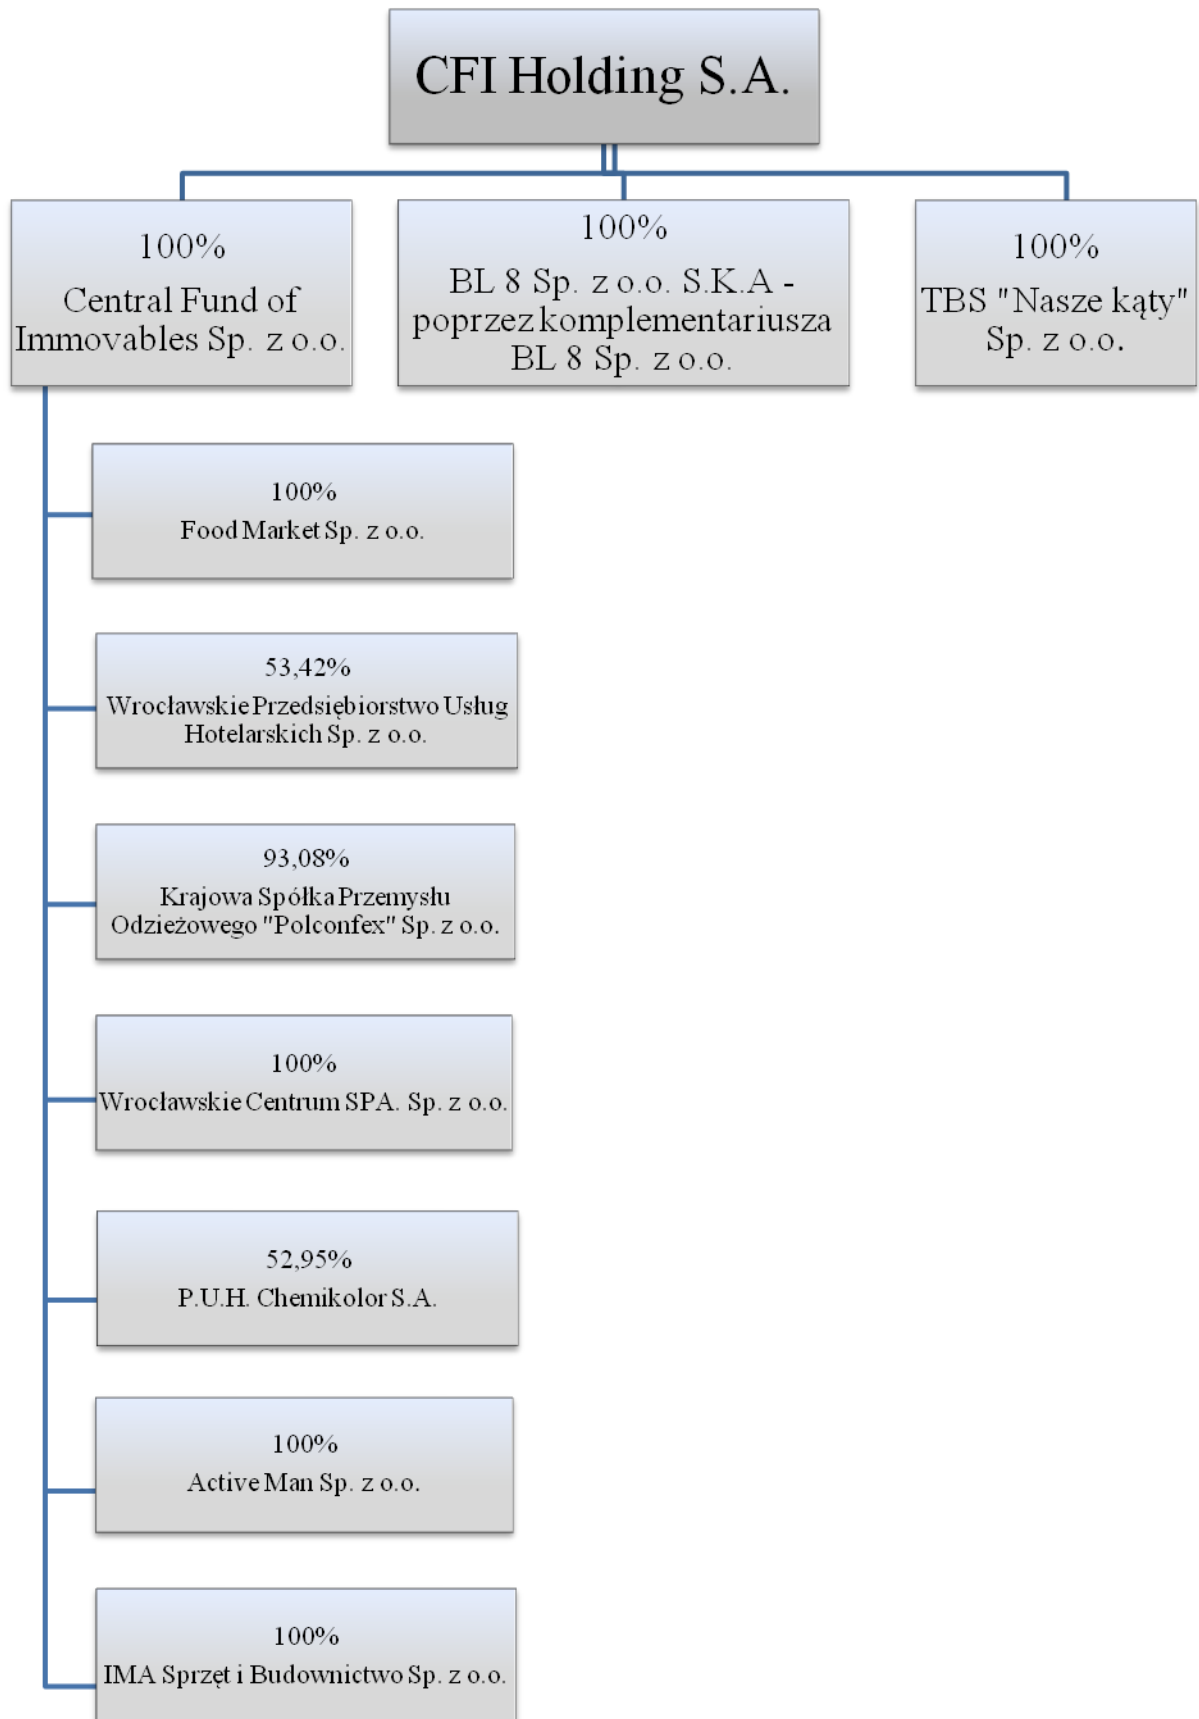 CFI Holding S.A.
100%
Central Fund of
Immovables Sp. z o.o.
100%
BL 8 Sp. z o.o. S.K.A -
poprzez komplementariusza
BL 8 Sp. z o.o.
100%
TBS "Nasze kąty"
Sp. z o.o.
100%
Food Market Sp. z o.o.
53,42%
Wrocławskie Przedsiębiorstwo Usług
Hotelarskich Sp. z o.o.
93,08%
Krajowa Spółka Przemysłu
Odzieżowego "Polconfex" Sp. z o.o.
100%
Wrocławskie Centrum SPA. Sp. z o.o.
52,95%
P.U.H. Chemikolor S.A.
100%
Active Man Sp. z o.o.
100%
IMA Sprzęt i Budownictwo Sp. z o.o.